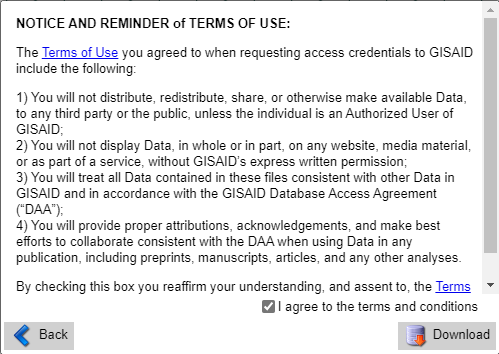 NOTICE AND REMINDER of TERMS OF USE:
The Terms of Use you agreed to when requesting access credentials to GISAID
include the following:
1) You will not distribute, redistribute, share, or otherwise make available Data,
to any third party or the public, unless the individual is an Authorized User of
GISAID;
2) You will not display Data, in whole or in part, on any website, media material,
or as part of a service, without GISAID's express written permission;
3) You will treat all Data contained in these files consistent with other Data in
GISAID and in accordance with the GISAID Database Access Agreement
(“DAA”);
4) You will provide proper attributions, acknowledgements, and make best
efforts to collaborate consistent with the DAA when using Data in any
publication, including preprints, manuscripts, articles, and any other analyses.
By checking this box you reaffirm your understanding, and assent to, the Terms
I agree to the terms and conditions
Back
Download